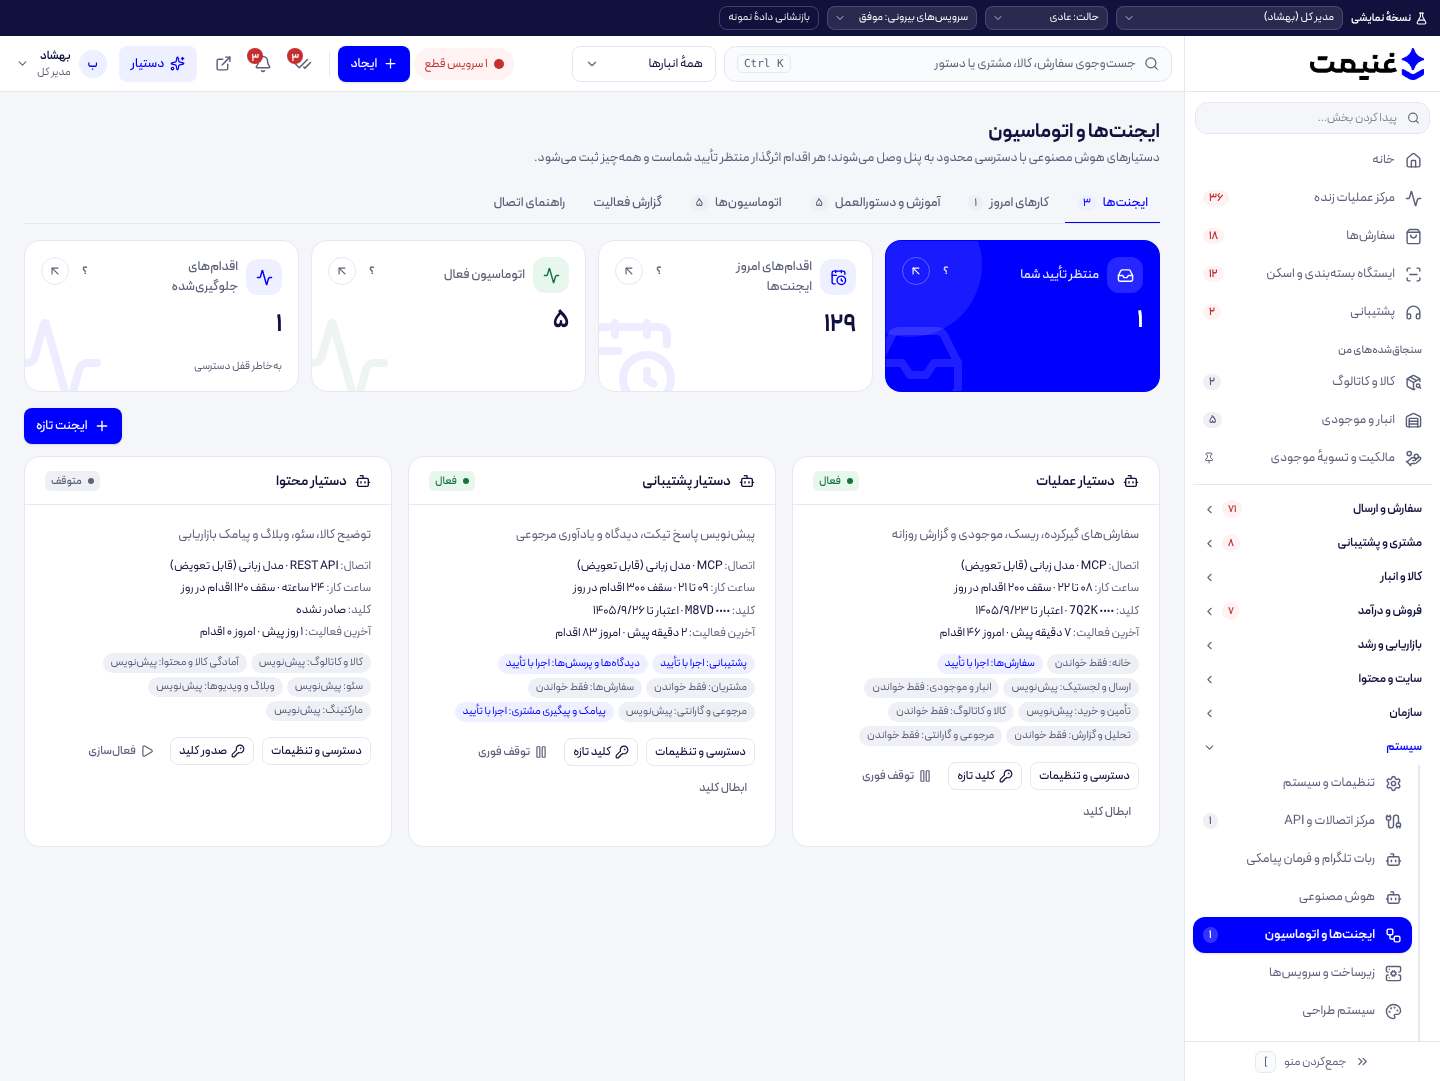 نسخهٔ نمایشی
مدیر کل (بهشاد)
حالت: عادی
سرویس‌های بیرونی: موفق
بازنشانی دادهٔ نمونه
غنیمت
جست‌وجوی سفارش، کالا، مشتری یا دستور
Ctrl K
همهٔ انبارها
۱ سرویس قطع
ایجاد
۳
۳
دستیار
ب
بهشاد
مدیر کل
پیدا کردن بخش...
خانه
مرکز عملیات زنده
۳۶
سفارش‌ها
۱۸
ایستگاه بسته‌بندی و اسکن
۱۲
پشتیبانی
۲
سنجاق‌شده‌های من
کالا و کاتالوگ
۲
انبار و موجودی
۵
مالکیت و تسویهٔ موجودی
سفارش و ارسال
۷۱
مشتری و پشتیبانی
۸
کالا و انبار
فروش و درآمد
۷
بازاریابی و رشد
سایت و محتوا
سازمان
سیستم
تنظیمات و سیستم
مرکز اتصالات و API
۱
ربات تلگرام و فرمان پیامکی
هوش مصنوعی
ایجنت‌ها و اتوماسیون
۱
زیرساخت و سرویس‌ها
سیستم طراحی
جمع‌کردن منو
[
ایجنت‌ها و اتوماسیون
دستیارهای هوش مصنوعی با دسترسی محدود به پنل وصل می‌شوند؛ هر اقدام اثرگذار منتظر تأیید شماست و همه‌چیز ثبت می‌شود.
ایجنت‌ها ۳
کارهای امروز ۱
آموزش و دستورالعمل ۵
اتوماسیون‌ها ۵
گزارش فعالیت
راهنمای اتصال
منتظر تأیید شما
؟
۱
اقدام‌های امروز ایجنت‌ها
؟
۱۲۹
اتوماسیون فعال
؟
۵
اقدام‌های جلوگیری‌شده
؟
۱
به‌خاطر قفل دسترسی
ایجنت تازه
دستیار عملیات
فعال
سفارش‌های گیرکرده، ریسک، موجودی و گزارش روزانه
اتصال: MCP · مدل زبانی (قابل تعویض)
ساعت کار: ۰۸ تا ۲۲ · سقف ۲۰۰ اقدام در روز
کلید: ‎•••• 7Q2K · اعتبار تا ۱۴۰۵/۹/۲۳
آخرین فعالیت: ۷ دقیقه پیش · امروز ۴۶ اقدام
خانه: فقط خواندن
سفارش‌ها: اجرا با تأیید
ارسال و لجستیک: پیش‌نویس
انبار و موجودی: فقط خواندن
تأمین و خرید: پیش‌نویس
کالا و کاتالوگ: فقط خواندن
تحلیل و گزارش: فقط خواندن
مرجوعی و گارانتی: فقط خواندن
دسترسی و تنظیمات
کلید تازه
توقف فوری
ابطال کلید
دستیار پشتیبانی
فعال
پیش‌نویس پاسخ تیکت، دیدگاه و یادآوری مرجوعی
اتصال: MCP · مدل زبانی (قابل تعویض)
ساعت کار: ۰۹ تا ۲۱ · سقف ۳۰۰ اقدام در روز
کلید: ‎•••• M8VD · اعتبار تا ۱۴۰۵/۹/۲۶
آخرین فعالیت: ۲ دقیقه پیش · امروز ۸۳ اقدام
پشتیبانی: اجرا با تأیید
دیدگاه‌ها و پرسش‌ها: اجرا با تأیید
مشتریان: فقط خواندن
سفارش‌ها: فقط خواندن
مرجوعی و گارانتی: پیش‌نویس
پیامک و پیگیری مشتری: اجرا با تأیید
دسترسی و تنظیمات
کلید تازه
توقف فوری
ابطال کلید
دستیار محتوا
متوقف
توضیح کالا، سئو، وبلاگ و پیامک بازاریابی
اتصال: REST API · مدل زبانی (قابل تعویض)
ساعت کار: ۲۴ ساعته · سقف ۱۲۰ اقدام در روز
کلید: صادر نشده
آخرین فعالیت: ۱ روز پیش · امروز ۰ اقدام
کالا و کاتالوگ: پیش‌نویس
آمادگی کالا و محتوا: پیش‌نویس
سئو: پیش‌نویس
وبلاگ و ویدیوها: پیش‌نویس
مارکتینگ: پیش‌نویس
دسترسی و تنظیمات
صدور کلید
فعال‌سازی